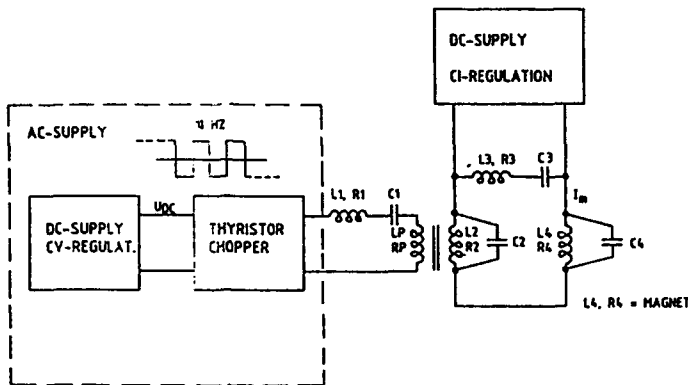 DC-SUPPLY
CI-REGULATION
AC-SUPPLY
HZ
L3, R3
C3
L1, R1
C1
Im
UDC
DC-SUPPLY
CV-REGULAT.
THYRISTOR
CHOPPER
LP
RP
L2
R2
C2
L4
R4
C4
L4, R4 = MAGNET